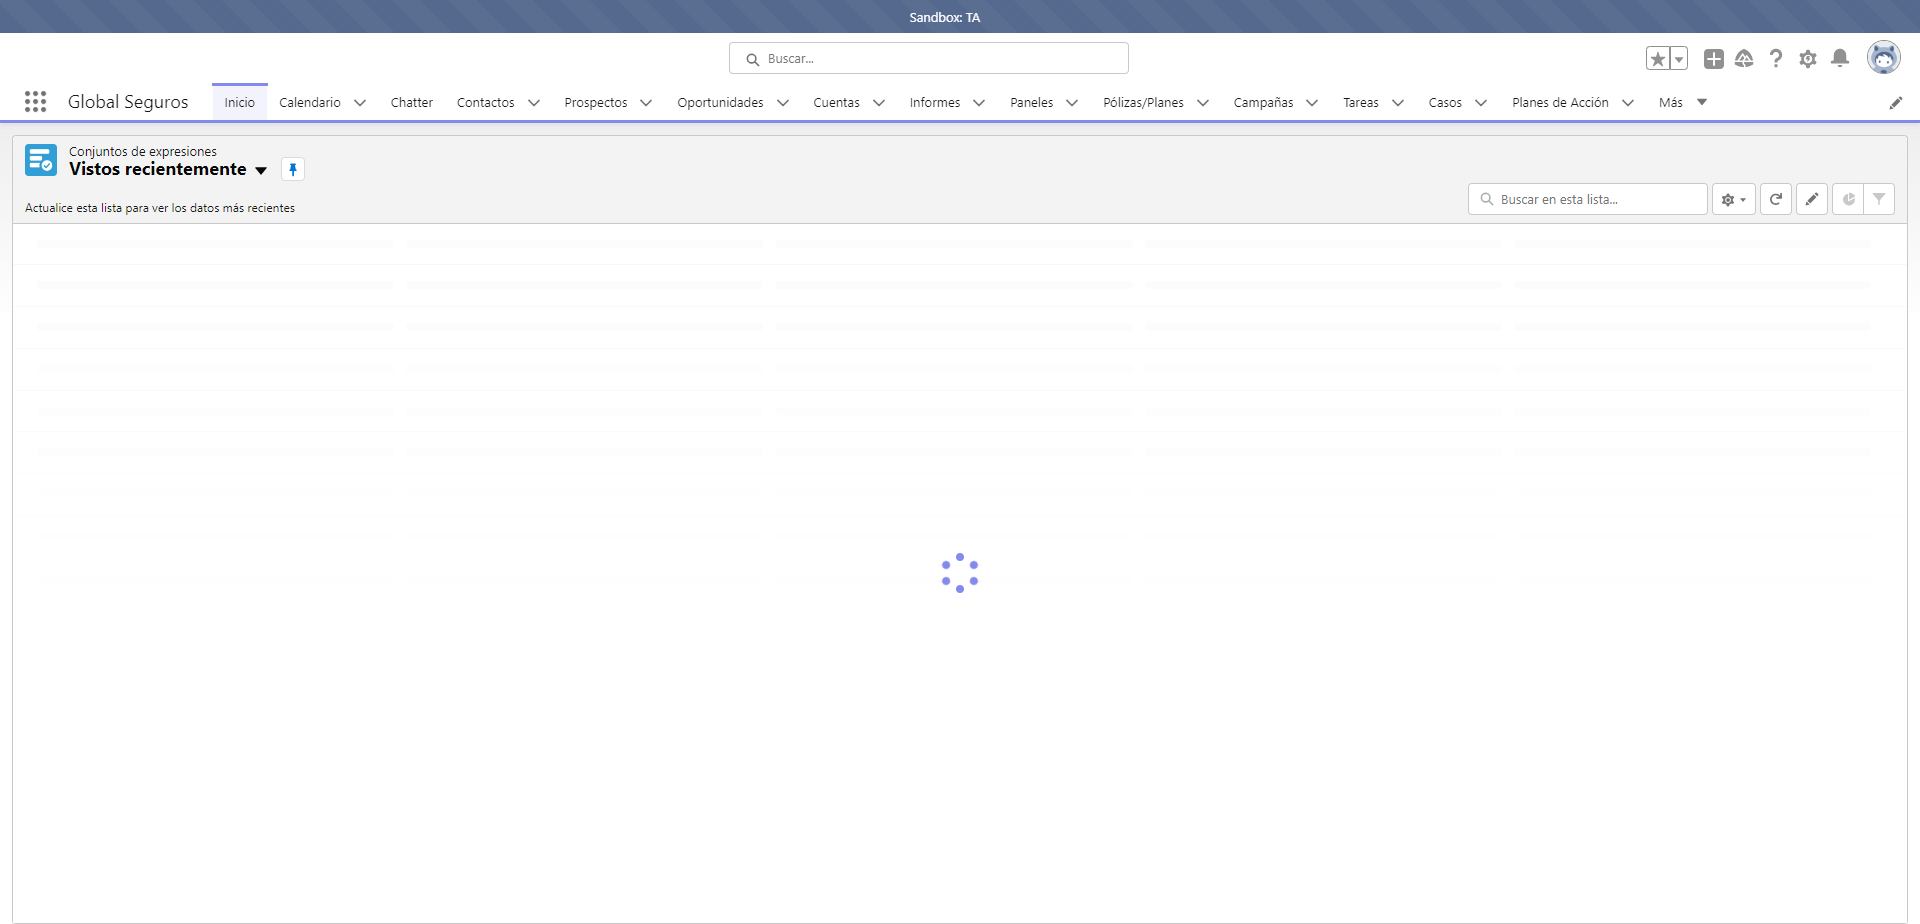 Sandbox: TA
Buscar...
Global Seguros
Inicio
Calendario
Chatter
Contactos
Prospectos
Oportunidades
Cuentas
Informes
Paneles
Pólizas/Planes
Campañas
Tareas
Casos
Planes de Acción
Más
Conjuntos de expresiones
Vistos recientemente
Actualice esta lista para ver los datos más recientes
Buscar en esta lista...